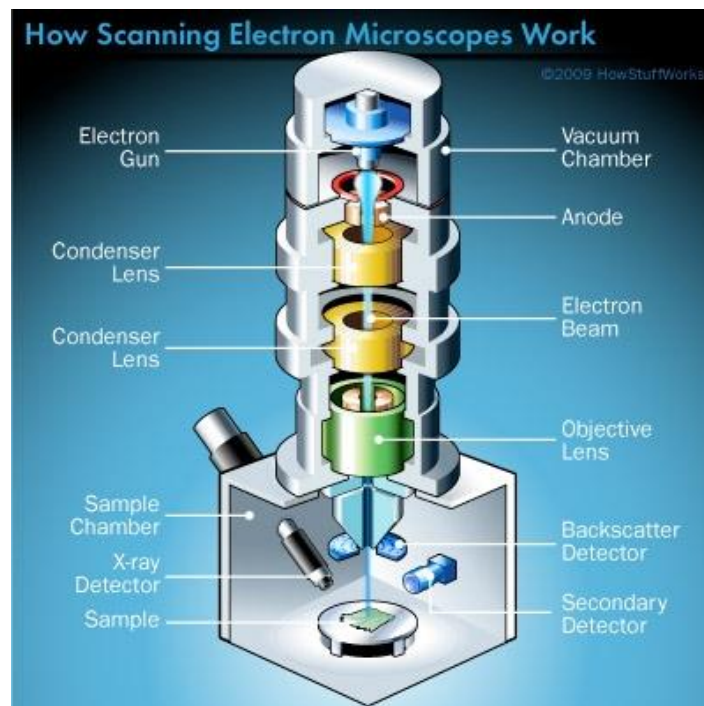 How Scanning Electron Microscopes Work
©2009 HowStuffWorks
Electron
Gun
Vacuum
Chamber
Anode
Condenser
Lens
Electron
Beam
Condenser
Lens
Objective
Lens
Sample
Chamber
Backscatter
Detector
X-ray
Detector
Secondary
Detector
Sample